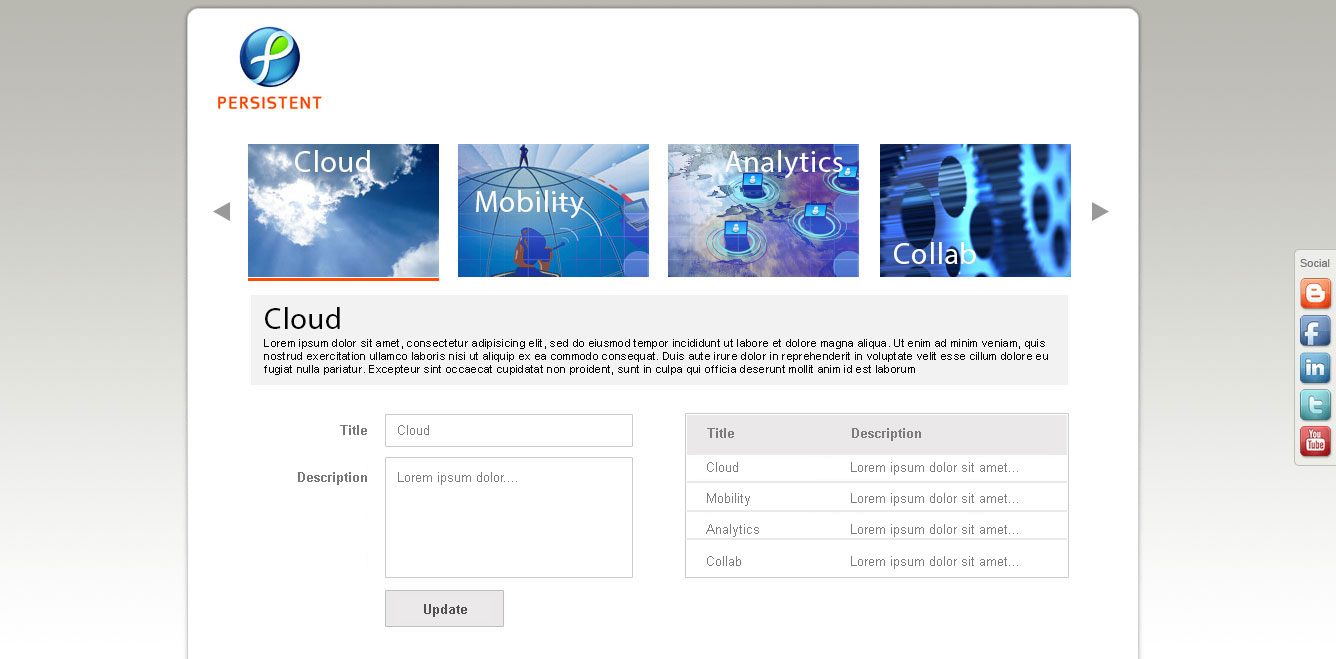 PERSISTENT
Cloud
Mobility
Analytics
Collab
Social
Cloud
Lorem ipsum dolor sit amet, consectetur adipisicing elit, sed do eiusmod tempor incididunt ut labore et dolore magna aliqua. Ut enim ad minim veniam, quis
nostrud exercitation ullamco laboris nisi ut aliquip ex ea commodo consequat. Duis aute irure dolor in reprehenderit in voluptate velit esse cillum dolore eu
fugiat nulla pariatur. Excepteur sint occaecat cupidatat non proident, sunt in culpa qui officia deserunt mollit anim id est laborum
Title
Cloud
Description
Lorem ipsum dolor....
Update
Title Description
Cloud Lorem ipsum dolor sit amet...
Mobility Lorem ipsum dolor sit amet...
Analytics Lorem ipsum dolor sit amet...
Collab Lorem ipsum dolor sit amet...
f
in
t
You
Tube